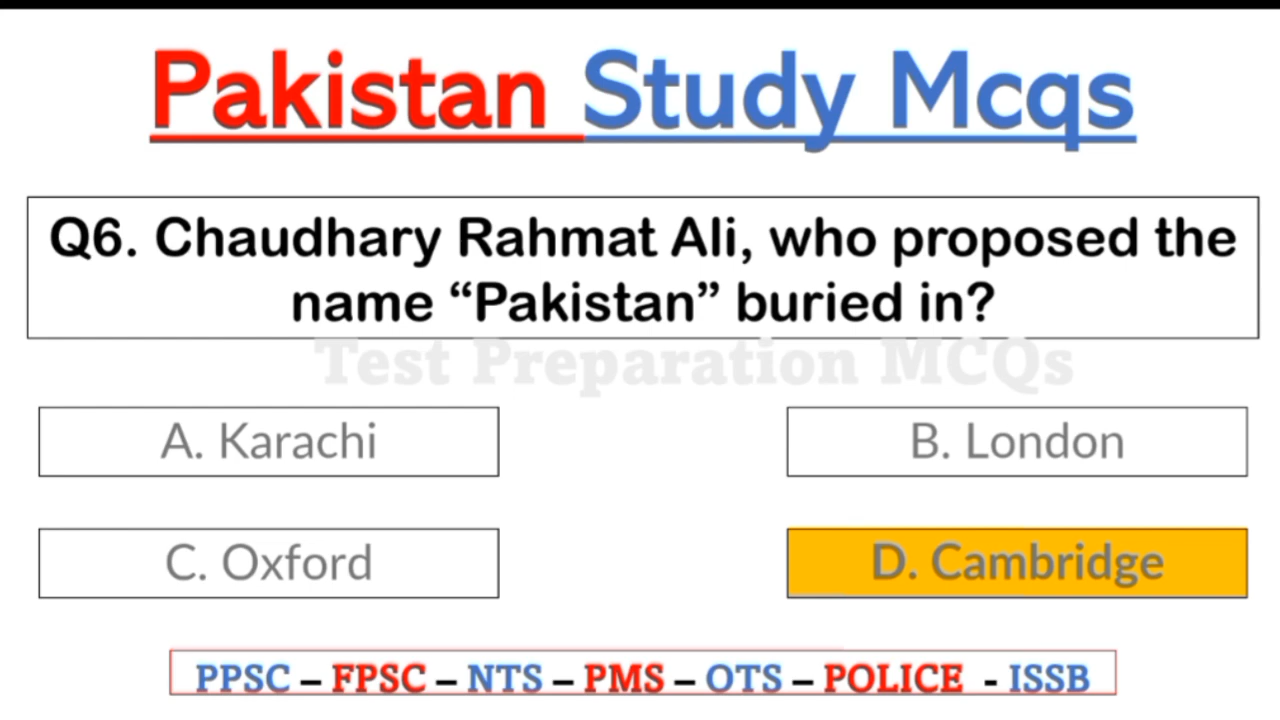 Pakistan Study Mcqs
Q6. Chaudhary Rahmat Ali, who proposed the
name “Pakistan” buried in?
Test Preparation MCQs
A. Karachi
B. London
C. Oxford
D. Cambridge
PPSC – FPSC – NTS – PMS – OTS – POLICE - ISSB